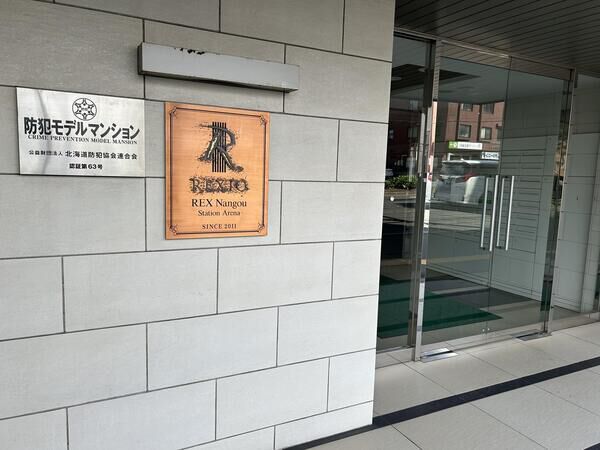 防犯モデルマンション
CRIME PREVENTION MODEL MANSION
公益財団法人 北海道防犯協会連合会
認証第63号
R
REXIO
REX Nangou
Station Arena
SINCE 2011